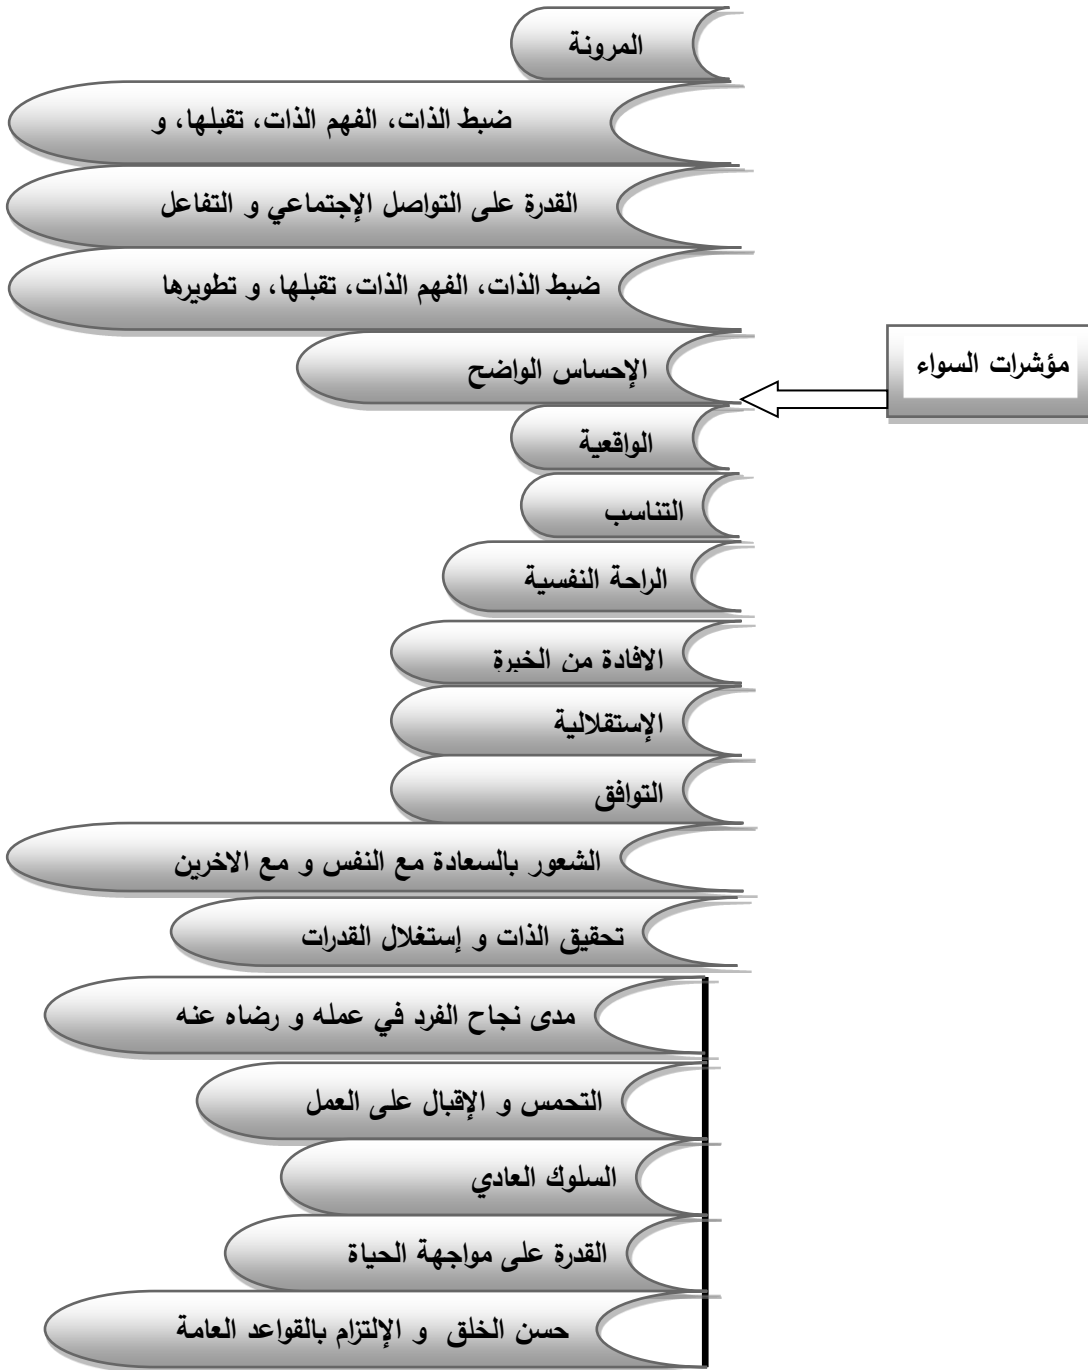 المرونة
ضبط الذات، الفهم الذات، تقبلها، و
القدرة على التواصل الإجتماعي و التفاعل
ضبط الذات، الفهم الذات، تقبلها، و تطويرها
مؤشرات السواء
الإحساس الواضح
الواقعية
التناسب
الراحة النفسية
الافادة من الخبرة
الإستقلالية
التوافق
الشعور بالسعادة مع النفس و مع الاخرين
تحقيق الذات و إستغلال القدرات
مدى نجاح الفرد في عمله و رضاه عنه
التحمس و الإقبال على العمل
السلوك العادي
القدرة على مواجهة الحياة
حسن الخلق و الإلتزام بالقواعد العامة